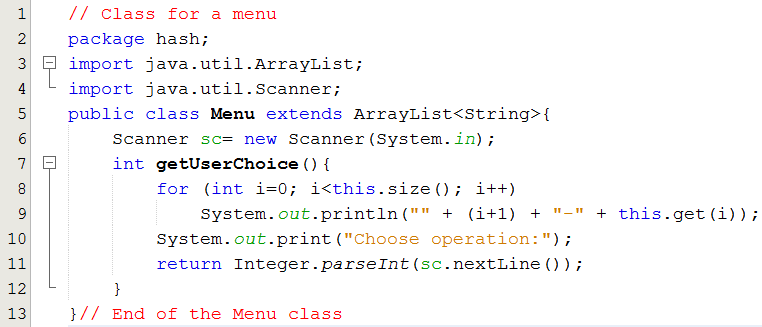 1 // Class for a menu
2 package hash;
3 import java.util.ArrayList;
4 import java.util.Scanner;
5 public class Menu extends ArrayList<String>{
6     Scanner sc= new Scanner(System.in);
7     int getUserChoice(){
8         for (int i=0; i<this.size(); i++)
9             System.out.println("" + (i+1) + "-" + this.get(i));
10         System.out.print("Choose operation:");
11         return Integer.parseInt(sc.nextLine());
12     }
13 }// End of the Menu class